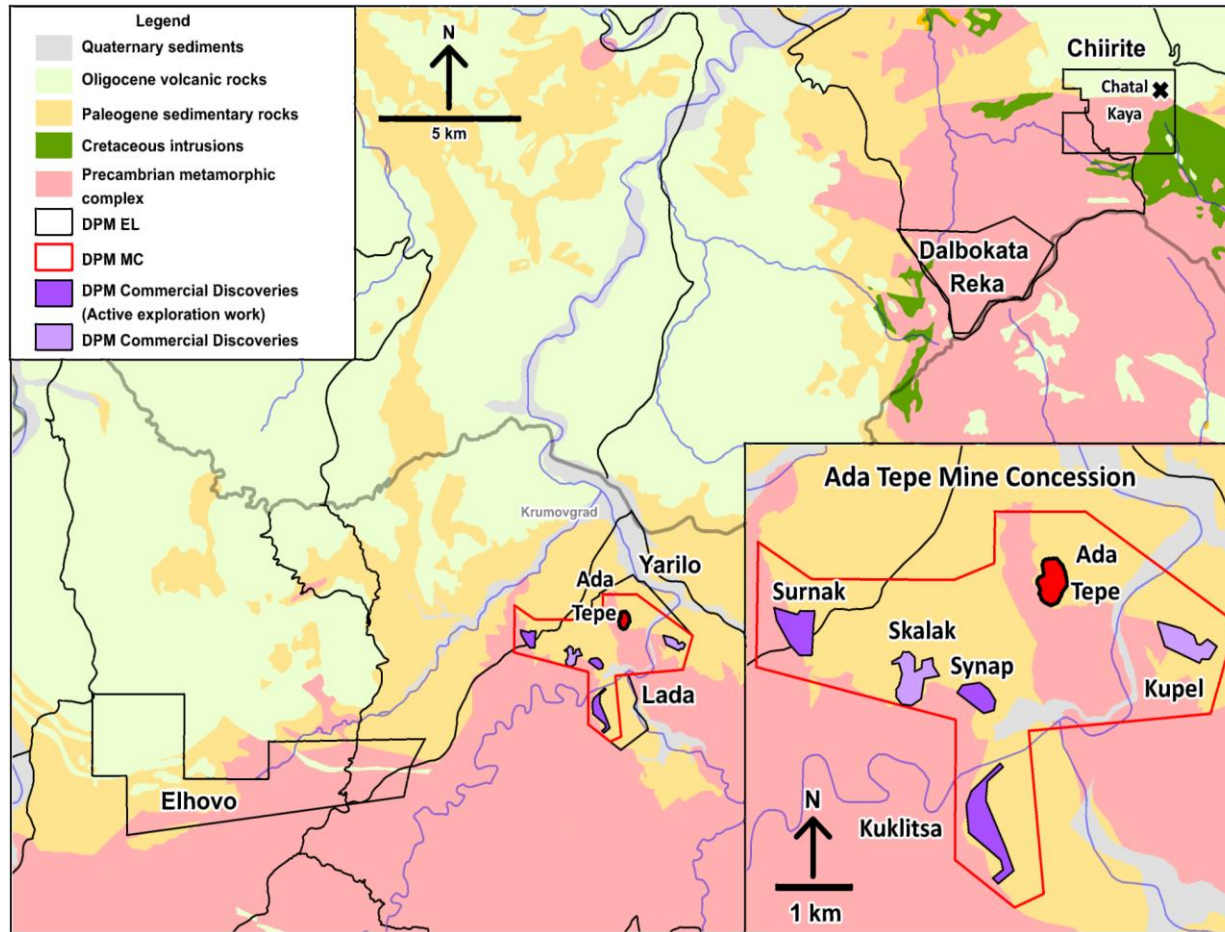 Legend
Quaternary sediments
Oligocene volcanic rocks
Paleogene sedimentary rocks
Cretaceous intrusions
Precambrian metamorphic
complex
DPM EL
DPM MC
DPM Commercial Discoveries
(Active exploration work)
DPM Commercial Discoveries
N
5 km
Chiirite
Chatal
Kaya
Dalbokata
Reka
Krumovgrad
Yarilo
Ada
Tepe
Lada
Elhovo
Ada Tepe Mine Concession
Ada
Tepe
Surnak
Skalak
Synap
Kupel
Kuklitsa
N
1 km